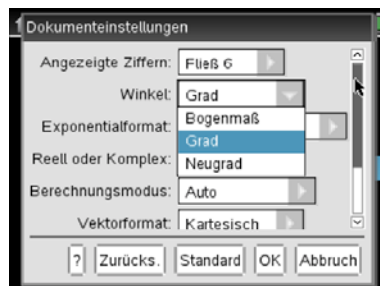 Dokumenteinstellungen
Angezeigte Ziffern: Fließ 6
Winkel: Grad
Bogenmaß
Exponentialformat:
Grad
Reell oder Komplex:
Neugrad
Berechnungsmodus: Auto
Vektorformat: Kartesisch
? Zurücks. Standard OK Abbruch